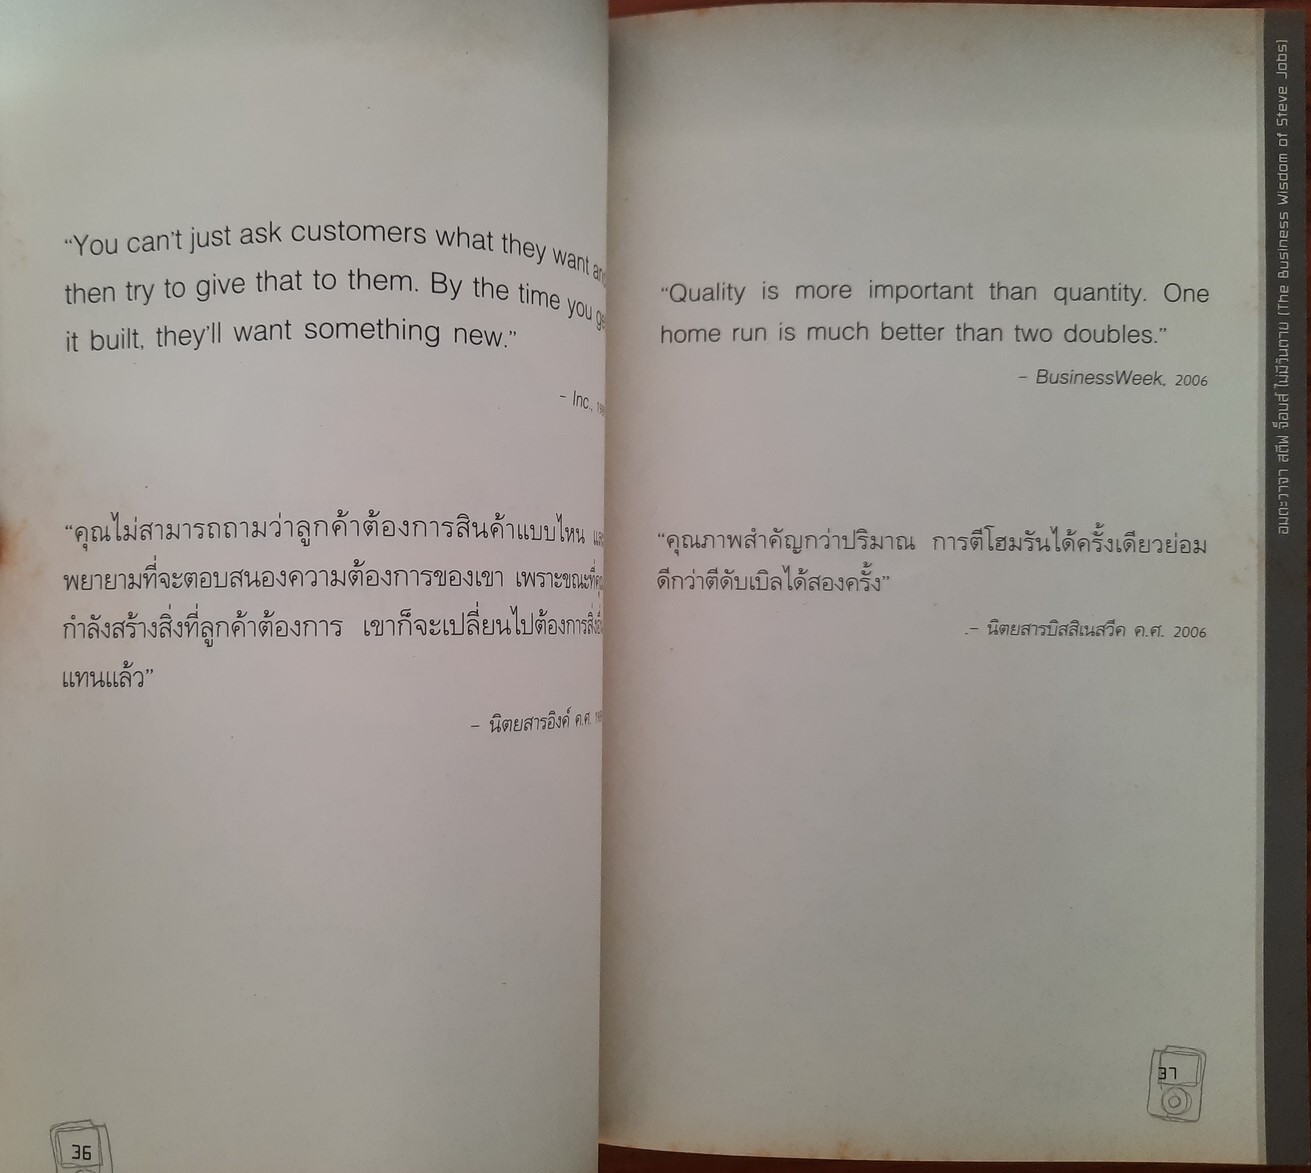 “You can’t just ask customers what they want
then try to give that to them. By the time you
it built, they’ll want something new.”
– Inc.,
“คุณไม่สามารถถามว่าลูกค้าต้องการสินค้าแบบไหน
พยายามที่จะตอบสนองความต้องการของเขา เพราะขณะที่
กำลังสร้างสิ่งที่ลูกค้าต้องการ เขาก็จะเปลี่ยนไปต้องการ
แทนแล้ว”
– นิตยสารอิงค์ ค.ศ.
36
“Quality is more important than quantity. One
home run is much better than two doubles.”
– BusinessWeek, 2006
“คุณภาพสำคัญกว่าปริมาณ การตีโฮมรันได้ครั้งเดียวย่อม
ดีกว่าตีดับเบิลได้สองครั้ง”
.– นิตยสารบิสสิเนสวีค ค.ศ. 2006
37
อมตะวาจา สตีฟ จ็อบส์ ไม่มีวันตาย (The Business Wisdom of Steve Jobs)